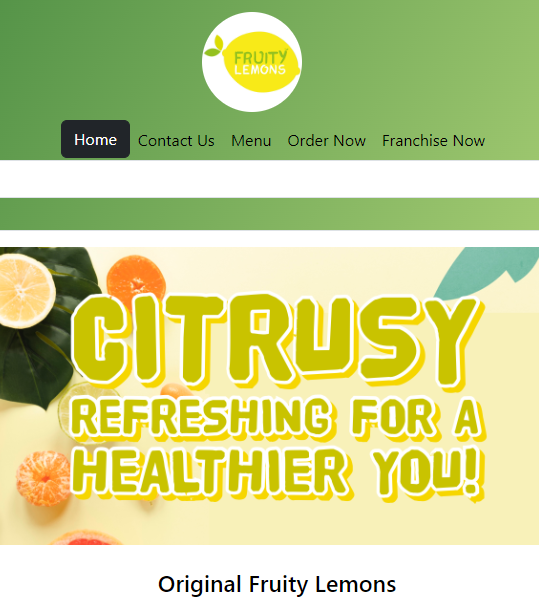 FRUITY
LEMONS
Home Contact Us Menu Order Now Franchise Now
CITRUSY
REFRESHING FOR A
HEALTHIER YOU!
Original Fruity Lemons